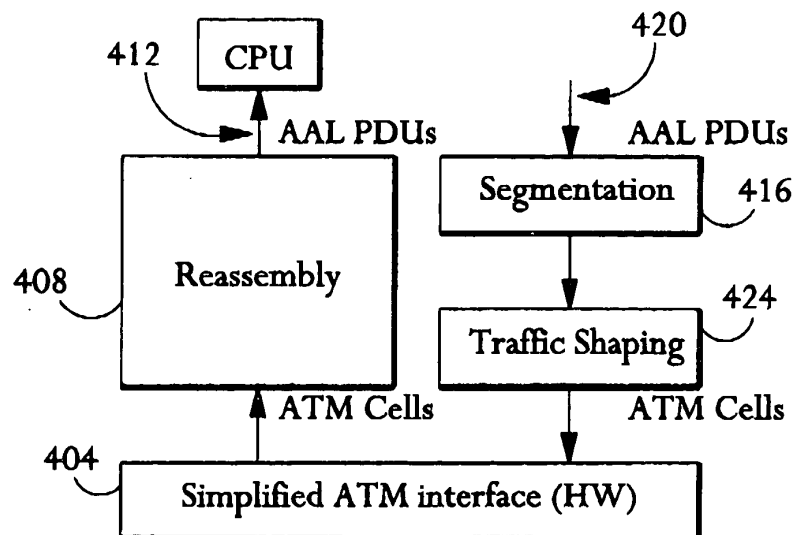 420
412
CPU
AAL PDUs
AAL PDUs
Segmentation
416
Reassembly
408
424
Traffic Shaping
ATM Cells
ATM Cells
404
Simplified ATM interface (HW)